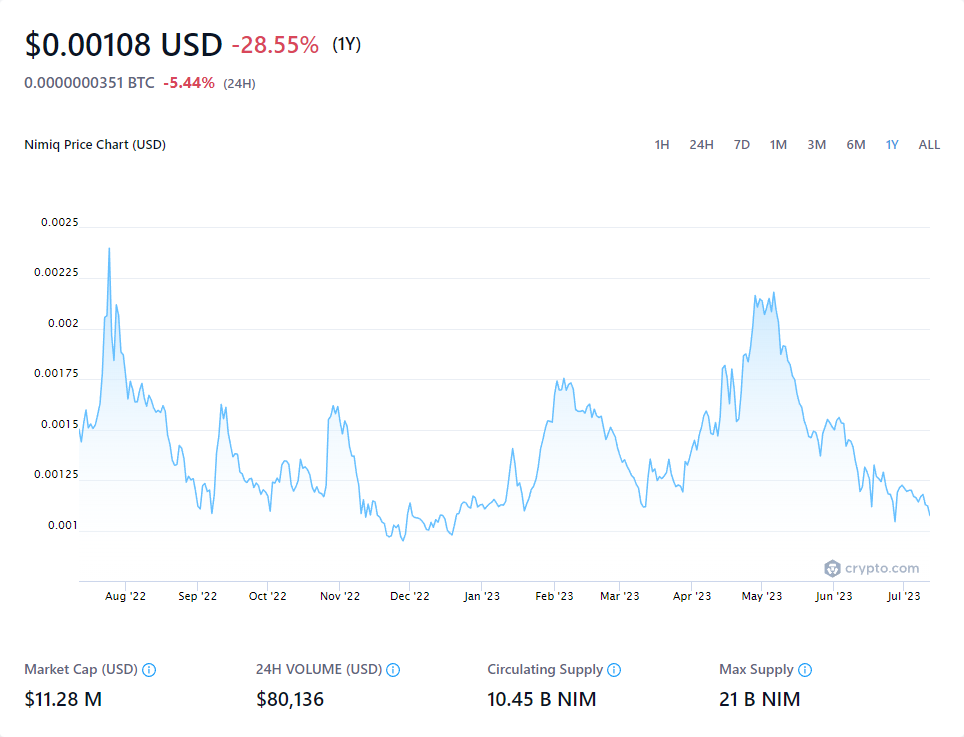 $0.00108 USD -28.55% (1Y)
0.0000000351 BTC -5.44% (24H)
Nimiq Price Chart (USD) 1H 24H 7D 1M 3M 6M 1Y ALL
0.0025
0.00225
0.002
0.00175
0.0015
0.00125
0.001
crypto.com
Aug '22 Sep '22 Oct '22 Nov '22 Dec '22 Jan '23 Feb '23 Mar '23 Apr '23 May '23 Jun '23 Jul '23
Market Cap (USD) 24H VOLUME (USD) Circulating Supply Max Supply
$11.28 M $80,136 10.45 B NIM 21 B NIM